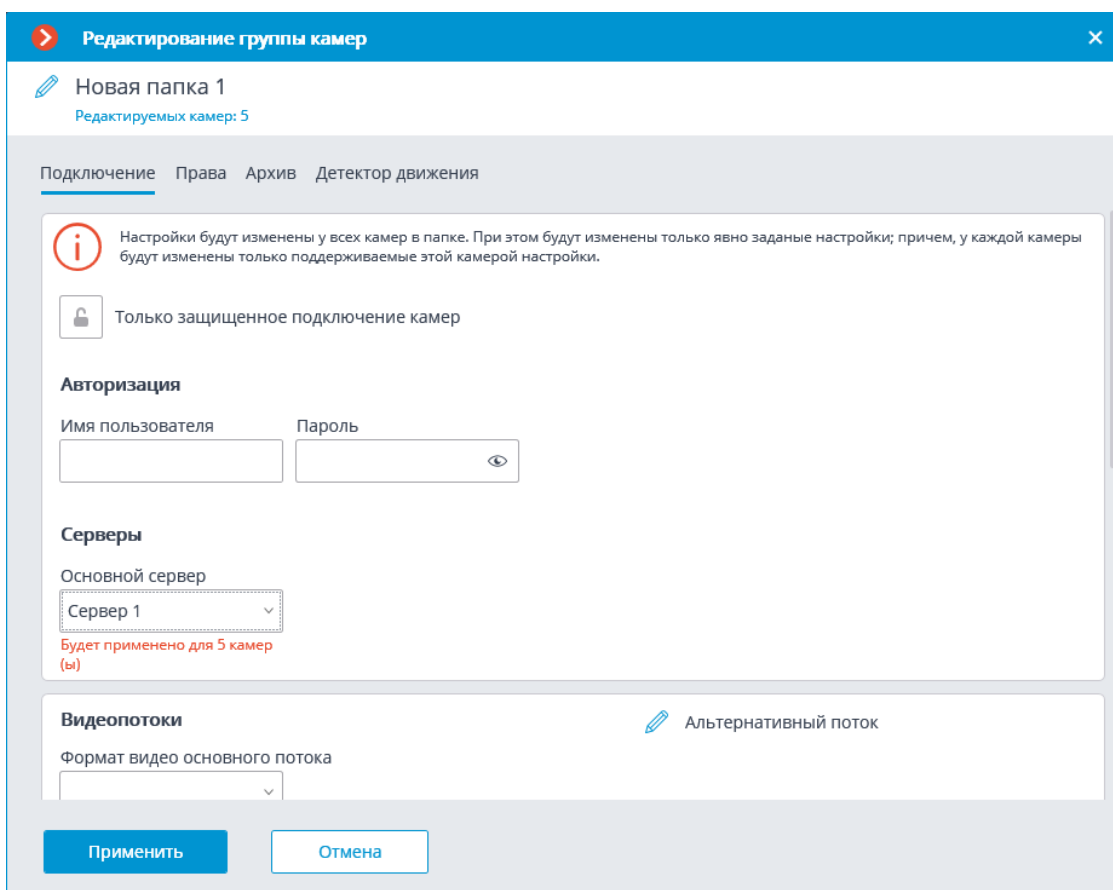 Редактирование группы камер
Новая папка 1
Редактируемых камер: 5
Подключение Права Архив Детектор движения
Настройки будут изменены у всех камер в папке. При этом будут изменены только явно заданые настройки; причем, у каждой камеры
будут изменены только поддерживаемые этой камерой настройки.
Только защищенное подключение камер
Авторизация
Имя пользователя Пароль
Серверы
Основной сервер
Сервер 1
Будет применено для 5 камер
(ы)
Видеопотоки Альтернативный поток
Формат видео основного потока
Применить Отмена